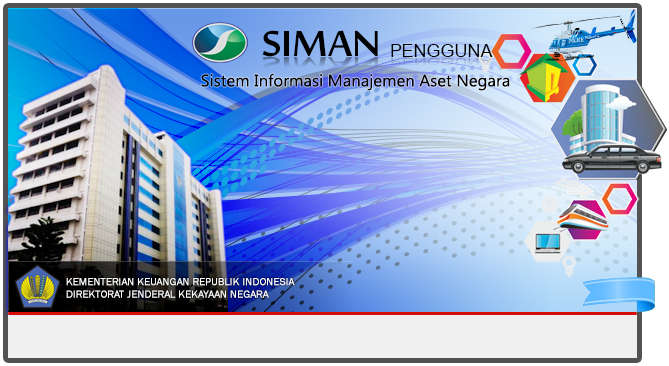 SIMAN PENGGUNA
Sistem Informasi Manajemen Aset Negara
KEMENTERIAN KEUANGAN REPUBLIK INDONESIA
DIREKTORAT JENDERAL KEKAYAAN NEGARA